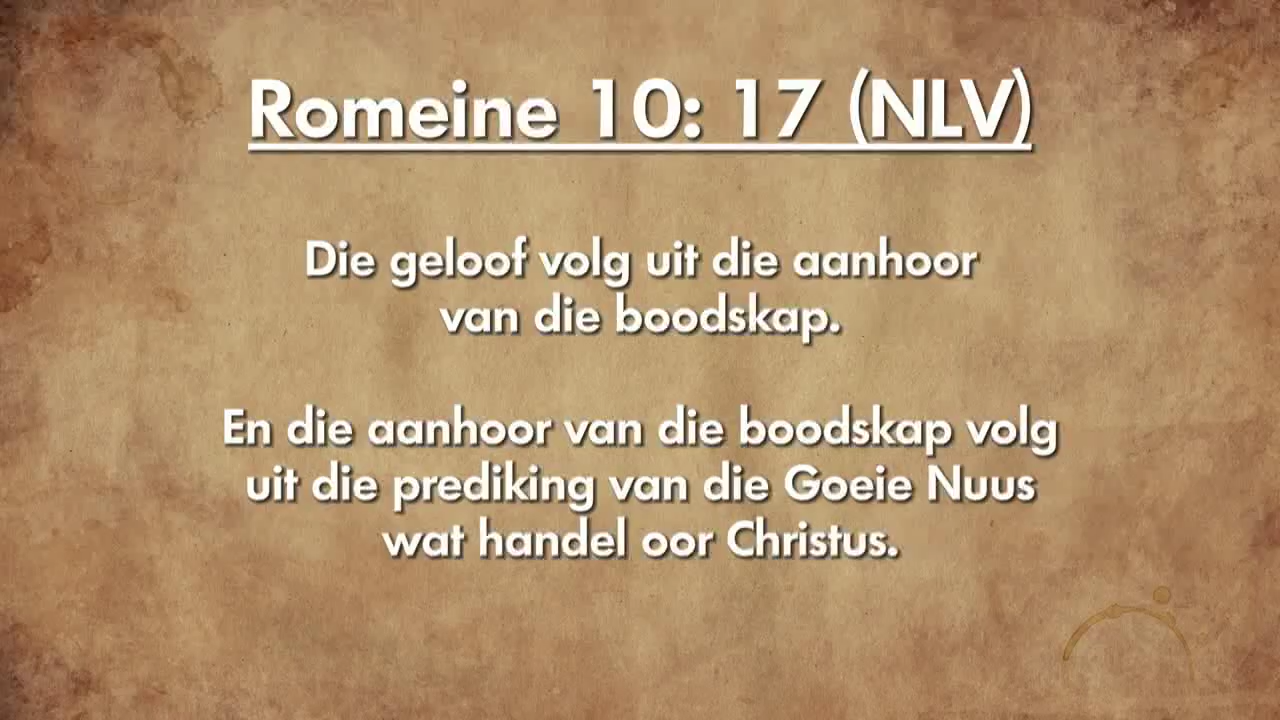 Romeine 10: 17 (NLV)
Die geloof volg uit die aanhoor
van die boodskap.
En die aanhoor van die boodskap volg
uit die prediking van die Goeie Nuus
wat handel oor Christus.